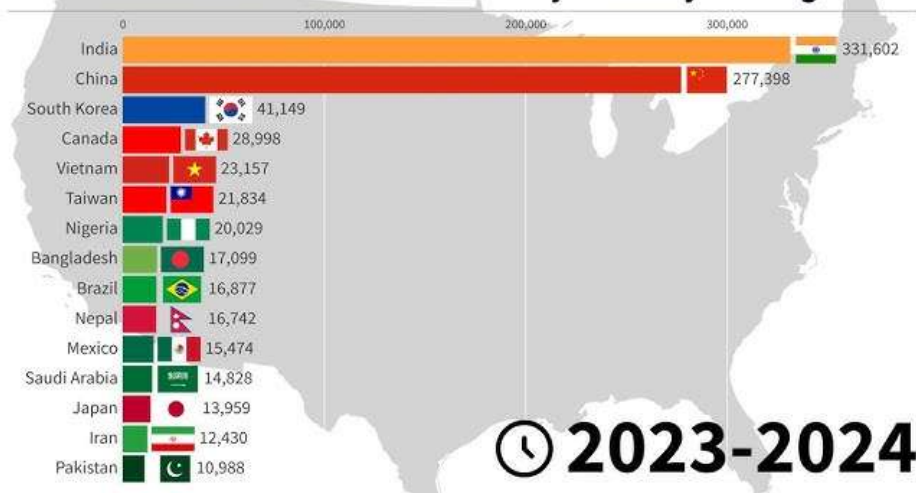 0 100,000 200,000 300,000
India 331,602
China 277,398
South Korea 41,149
Canada 28,998
Vietnam 23,157
Taiwan 21,834
Nigeria 20,029
Bangladesh 17,099
Brazil 16,877
Nepal 16,742
Mexico 15,474
Saudi Arabia 14,828
Japan 13,959
Iran 12,430
Pakistan 10,988
2023-2024